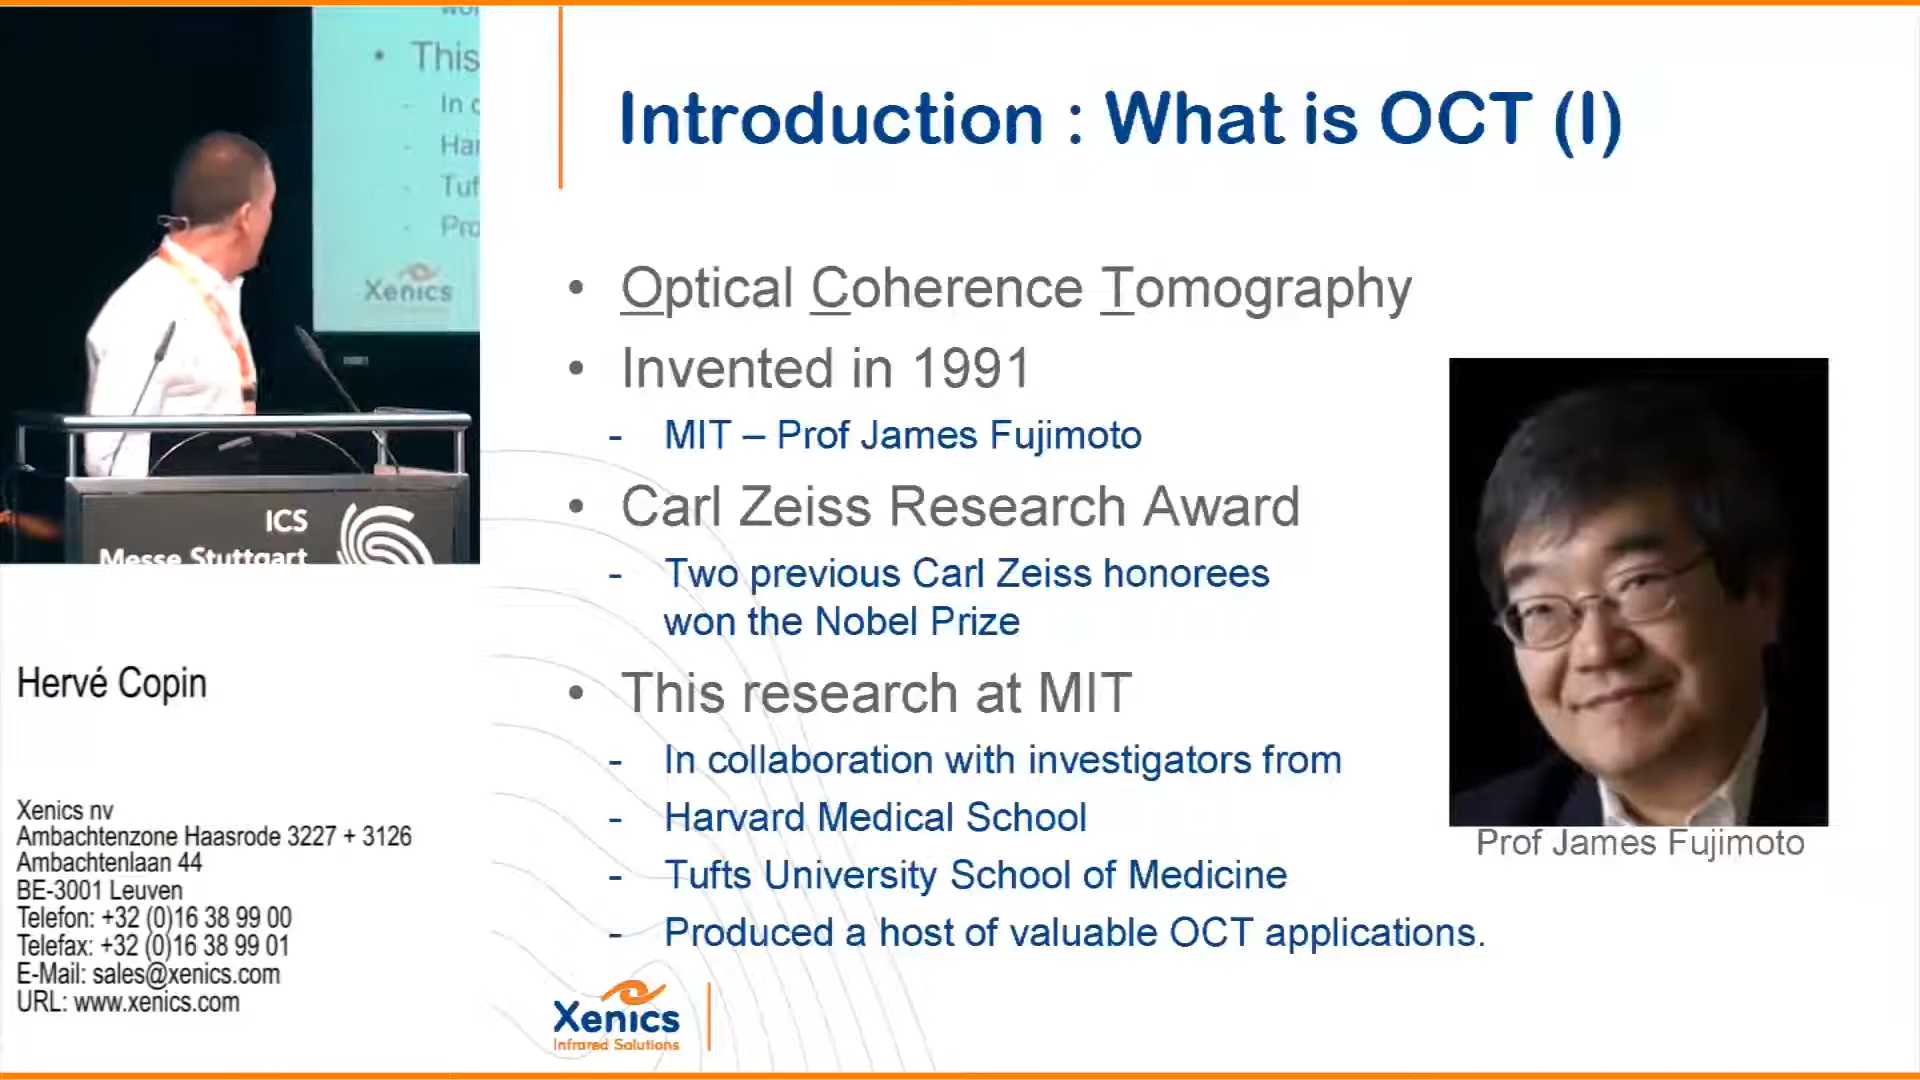 This
In
Xenics
ICS
Messe Stuttgart
Hervé Copin
Xenics nv
Ambachtenzone Haasrode 3227 + 3126
Ambachtenlaan 44
BE-3001 Leuven
Telefon: +32 (0)16 38 99 00
Telefax: +32 (0)16 38 99 01
E-Mail: sales@xenics.com
URL: www.xenics.com
Introduction : What is OCT (I)
• Optical Coherence Tomography
• Invented in 1991
- MIT – Prof James Fujimoto
• Carl Zeiss Research Award
- Two previous Carl Zeiss honorees
won the Nobel Prize
• This research at MIT
- In collaboration with investigators from
- Harvard Medical School
- Tufts University School of Medicine
- Produced a host of valuable OCT applications.
Prof James Fujimoto
Xenics
Infrared Solutions